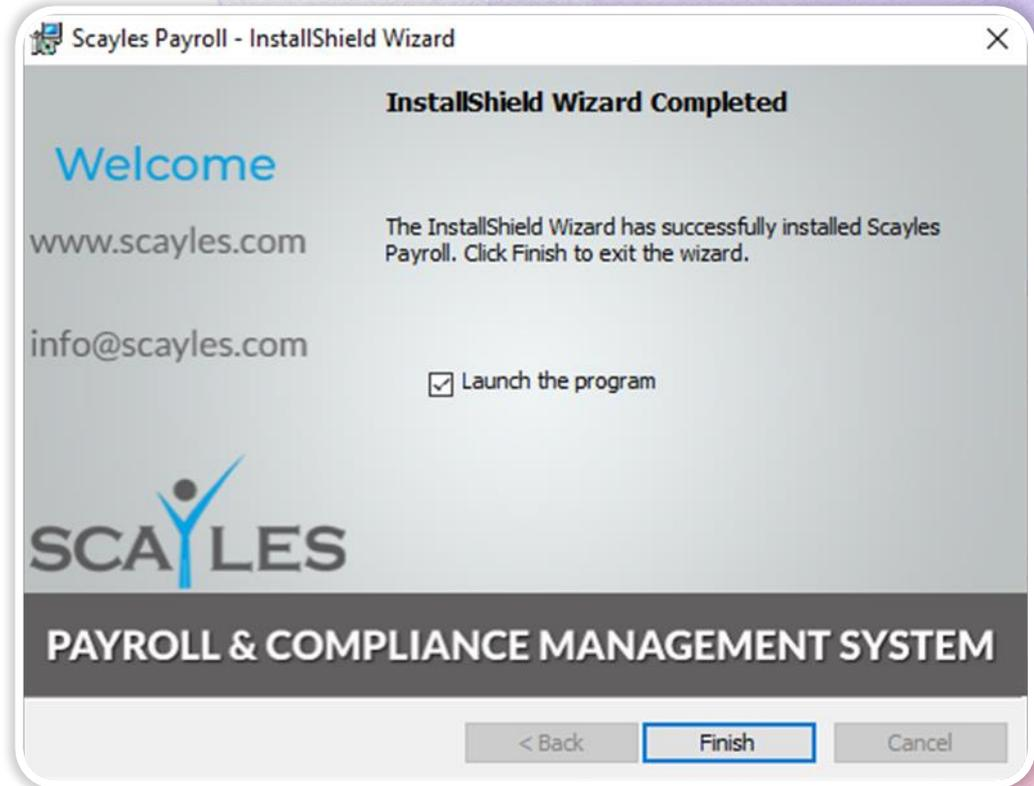 Scayles Payroll - InstallShield Wizard
InstallShield Wizard Completed
Welcome
www.scayles.com
info@scayles.com
The InstallShield Wizard has successfully installed Scayles
Payroll. Click Finish to exit the wizard.
Launch the program
SCAYLES
PAYROLL & COMPLIANCE MANAGEMENT SYSTEM
< Back
Finish
Cancel